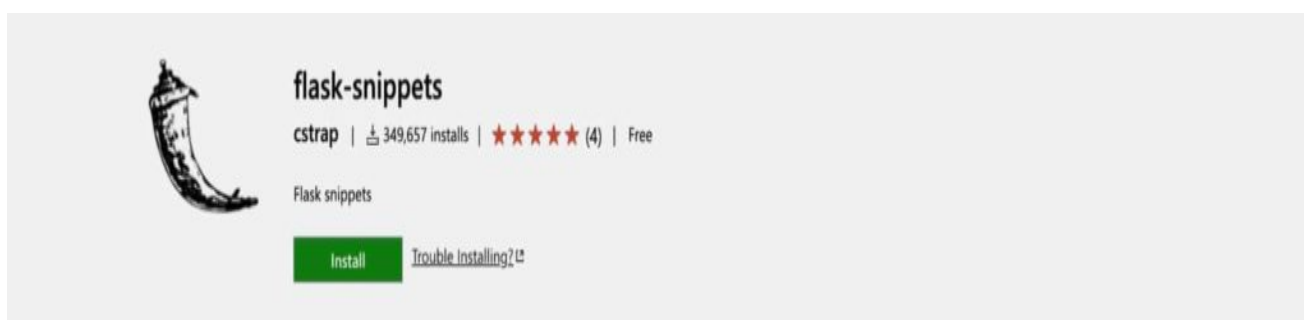 flask-snippets
cstrap | 349,657 installs | ★★★★★ (4) | Free
Flask snippets
Install Trouble Installing?